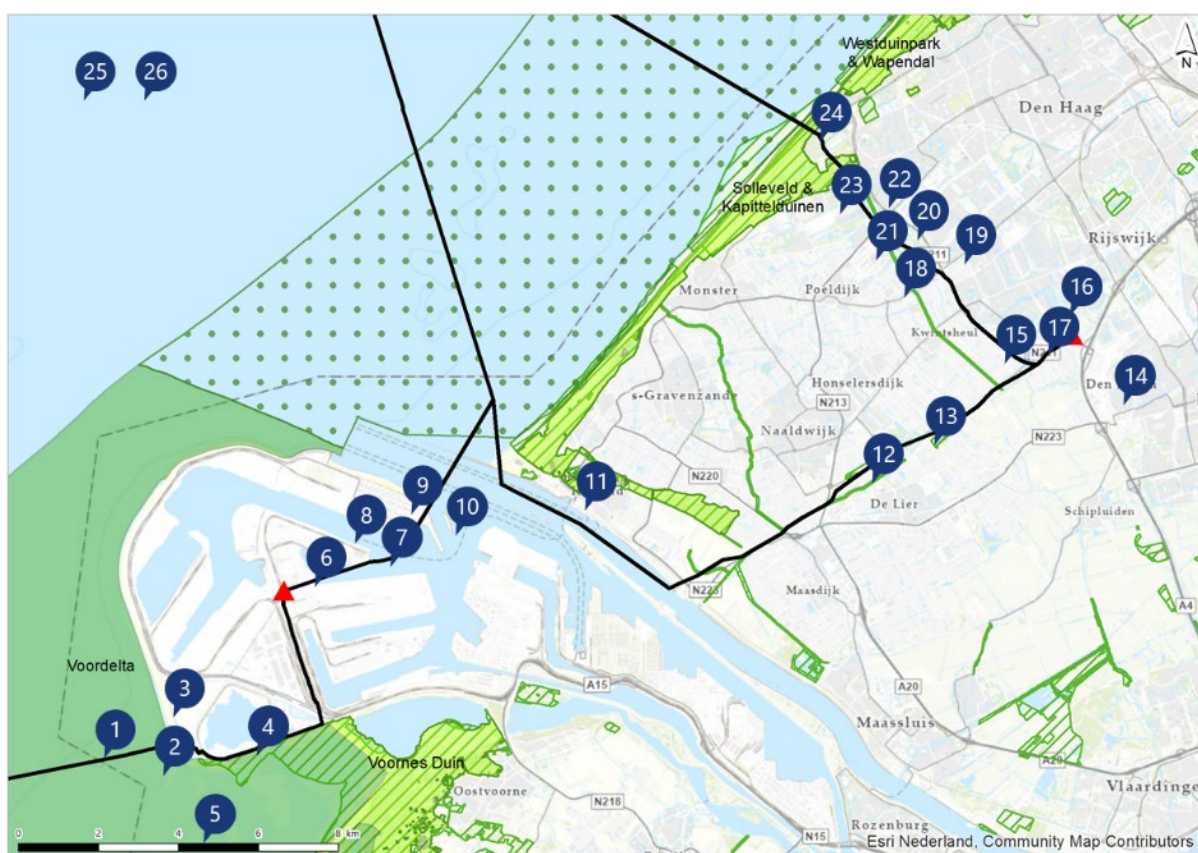 Westduinpark
& Wapendal
N
25
26
Den Haag
24
23
22
Solleveld &
Kapittelduinen
20
21
19
Rijswijk
18
Monster
Poeldijk
16
Kwintsheul
15
17
14
s-Gravenzande
Honselersdijk
N213
13
N223
Naaldwijk
12
11
N220
De Lier
9
8
10
7
Schipluiden
6
N223
Maasdijk
A4
Voordelta
3
A15
A20
1
2
4
Maassluis
Voornes Duin
A20
5
Oostvoorne
N218
Vlaardinge
0 2 4 6 8 km
Rozenburg
N15
Esri Nederland, Community Map Contributors